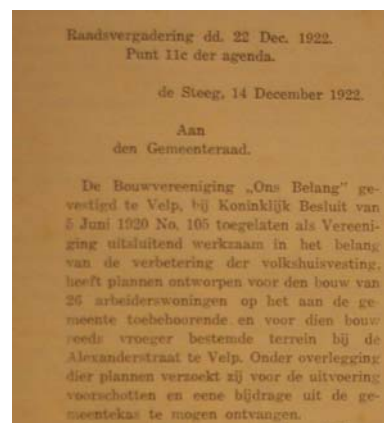 Raadsvergadering dd. 22 Dec. 1922.
Punt 11c der agenda.
de Steeg, 14 December 1922.
Aan
den Gemeenteraad.
De Bouwvereeniging „Ons Belang" ge-
vestigd te Velp, bij Koninklijk Besluit van
5 Juni 1920 No. 105 toegelaten als Vereeni-
ging uitsluitend werkzaam in het belang
van de verbetering der volkshuisvesting,
heeft plannen ontworpen voor den bouw van
26 arbeiderswoningen op het aan de ge-
meente toebehoorende en voor dien bouw
reeds vroeger bestemde terrein bij de
Alexanderstraat te Velp. Onder overlegging
dier plannen verzoekt zij voor de uitvoering
voorschotten en eene bijdrage uit de ge-
meentekas te mogen ontvangen.